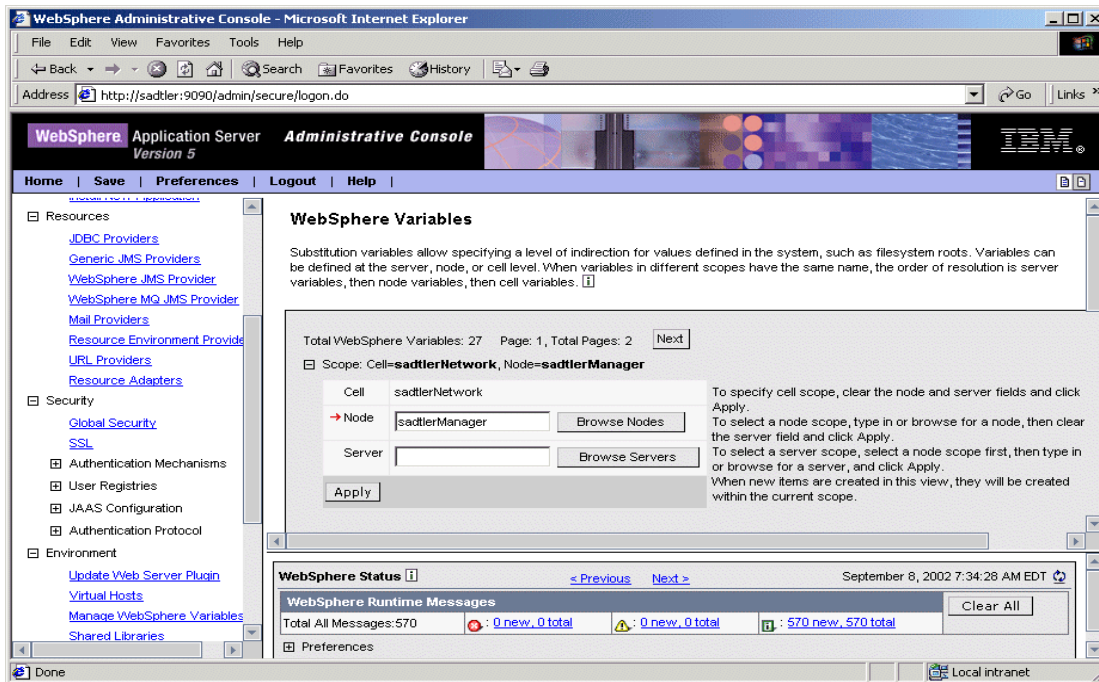 WebSphere Administrative Console - Microsoft Internet Explorer
File Edit View Favorites Tools Help
Back Search Favorites History
Address http://sadtler:9090/admin/secure/logon.do Go Links »
WebSphere. Application Server Administrative Console
Version 5
IBM ®
Home | Save | Preferences | Logout | Help |
Resources
JDBC Providers
Generic JMS Providers
WebSphere JMS Provider
WebSphere MQ JMS Provider
Mail Providers
Resource Environment Provide
URL Providers
Resource Adapters
Security
Global Security
SSL
Authentication Mechanisms
User Registries
JAAS Configuration
Authentication Protocol
Environment
Update Web Server Plugin
Virtual Hosts
Manage WebSphere Variables
Shared Libraries
WebSphere Variables
Substitution variables allow specifying a level of indirection for values defined in the system, such as filesystem roots. Variables can
be defined at the server, node, or cell level. When variables in different scopes have the same name, the order of resolution is server
variables, then node variables, then cell variables. i
Total WebSphere Variables: 27 Page: 1, Total Pages: 2 Next
Scope: Cell=sadtlerNetwork, Node=sadtlerManager
Cell sadtlerNetwork
Node sadtlerManager Browse Nodes
Server Browse Servers
Apply
To specify cell scope, clear the node and server fields and click
Apply.
To select a node scope, type in or browse for a node, then clear
the server field and click Apply.
To select a server scope, select a node scope first, then type in
or browse for a server, and click Apply.
When new items are created in this view, they will be created
within the current scope.
WebSphere Status i < Previous Next > September 8, 2002 7:34:28 AM EDT
WebSphere Runtime Messages Clear All
Total All Messages:570 : 0 new, 0 total : 0 new, 0 total : 570 new, 570 total
Preferences
Done Local intranet